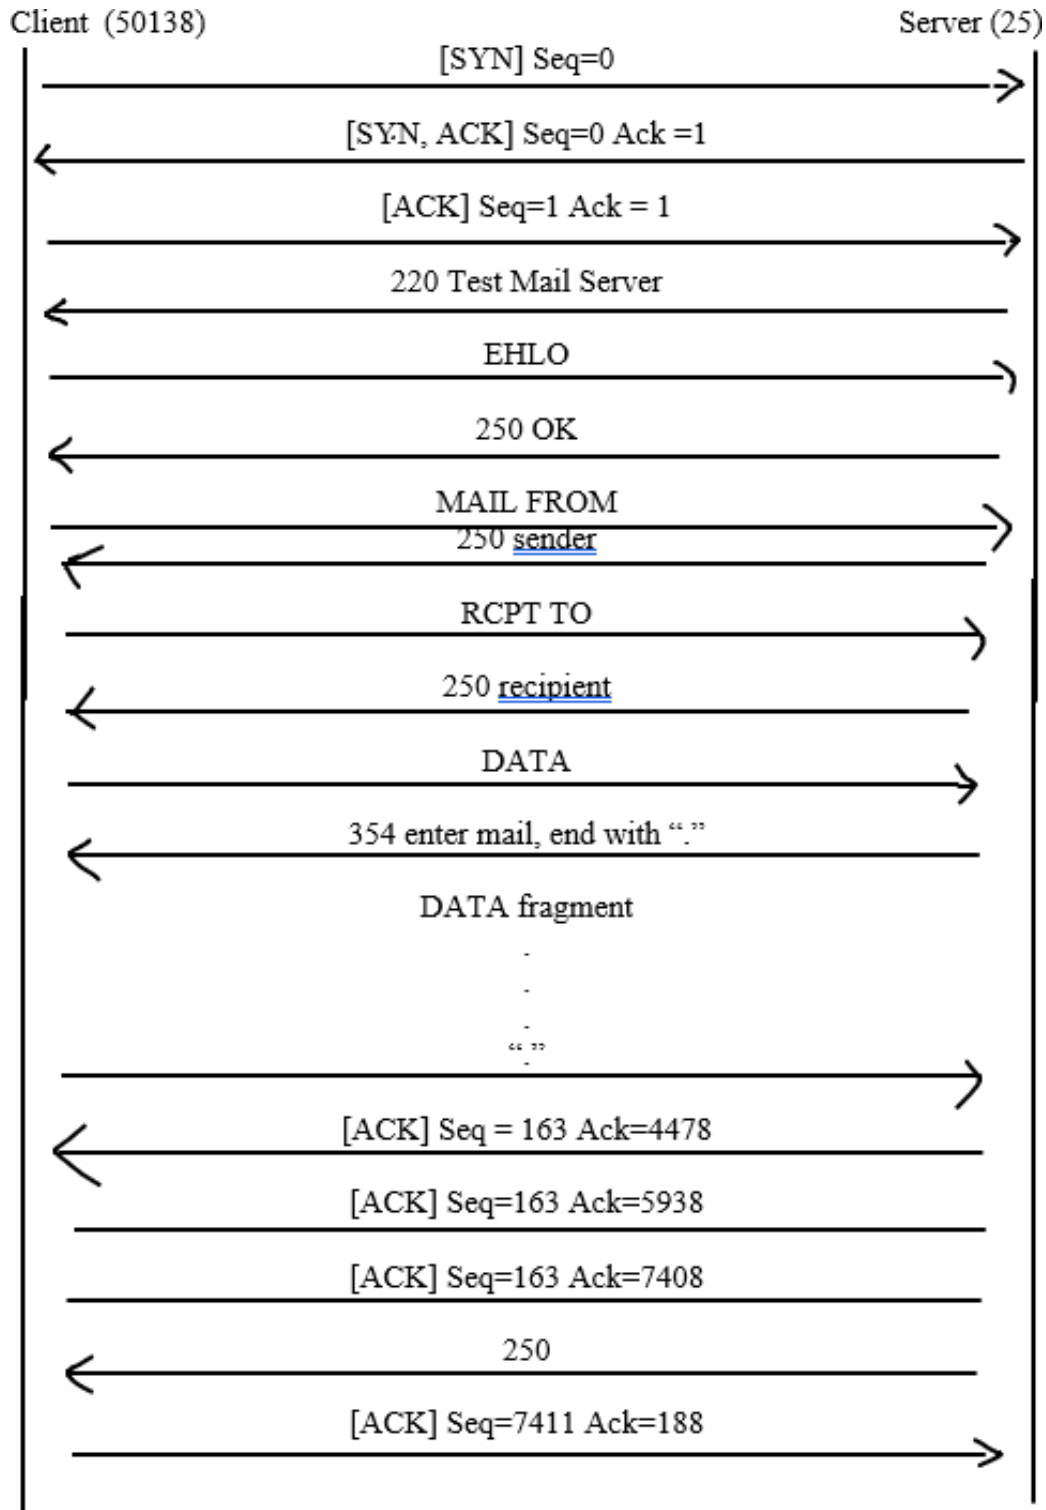 Client (50138) Server (25)
[SYN] Seq=0
[SYN, ACK] Seq=0 Ack =1
[ACK] Seq=1 Ack = 1
220 Test Mail Server
EHLO
250 OK
MAIL FROM
250 sender
RCPT TO
250 recipient
DATA
354 enter mail, end with “.”
DATA fragment
.
.
.
“.”
[ACK] Seq = 163 Ack=4478
[ACK] Seq=163 Ack=5938
[ACK] Seq=163 Ack=7408
250
[ACK] Seq=7411 Ack=188